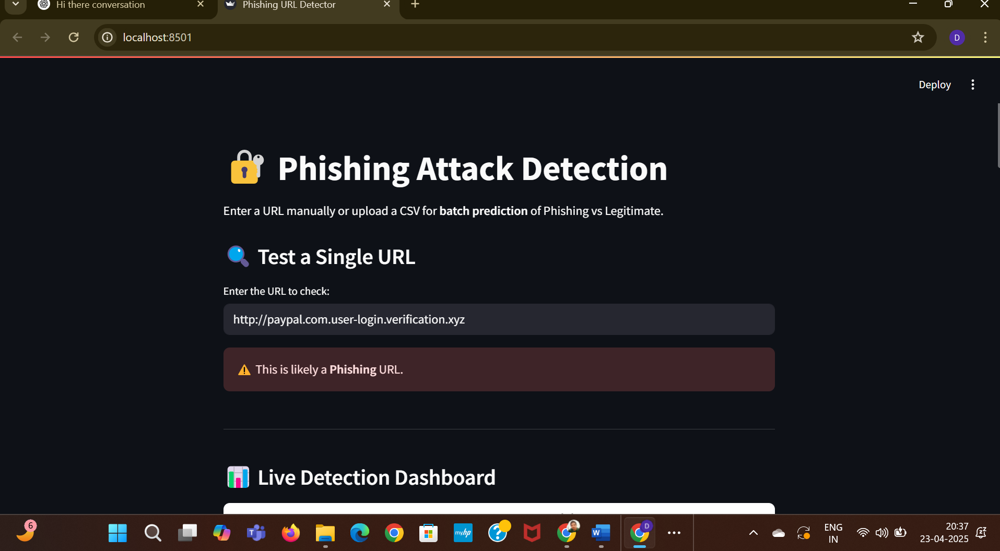 Hi there conversation
Phishing URL Detector
localhost:8501
D
Deploy
Phishing Attack Detection
Enter a URL manually or upload a CSV for batch prediction of Phishing vs Legitimate.
Test a Single URL
Enter the URL to check:
http://paypal.com.user-login.verification.xyz
This is likely a Phishing URL.
Live Detection Dashboard
6
T
myhp
?
W
D
ENG
IN
20:37
23-04-2025